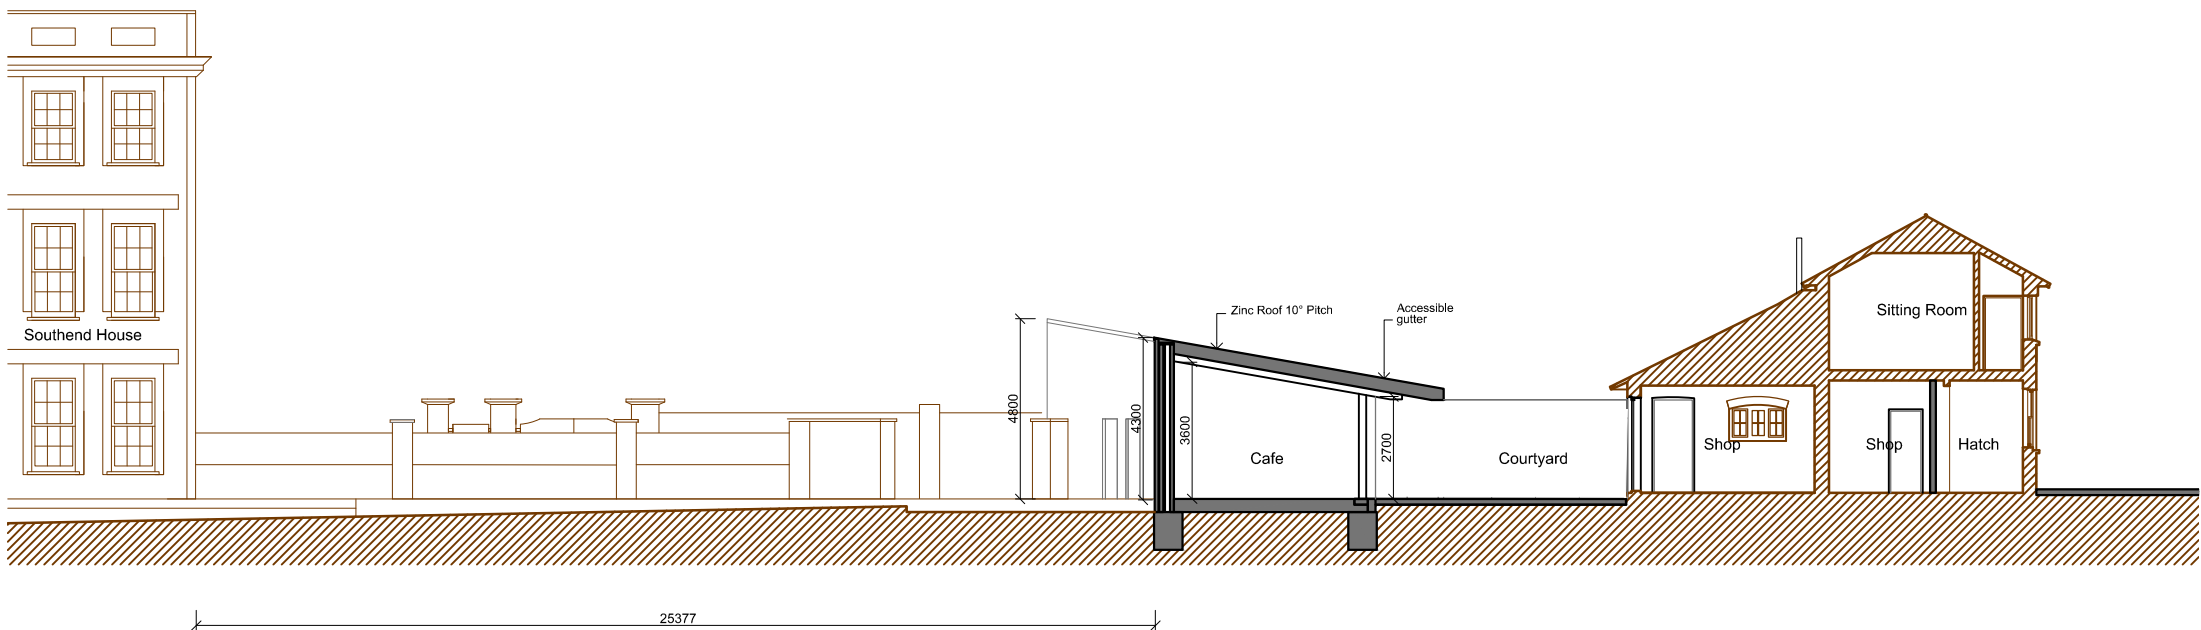 Southend House
4800
4300
3600
Zinc Roof 10° Pitch
Accessible
gutter
2700
Cafe
Courtyard
Shop
Sitting Room
Shop
Hatch
25377